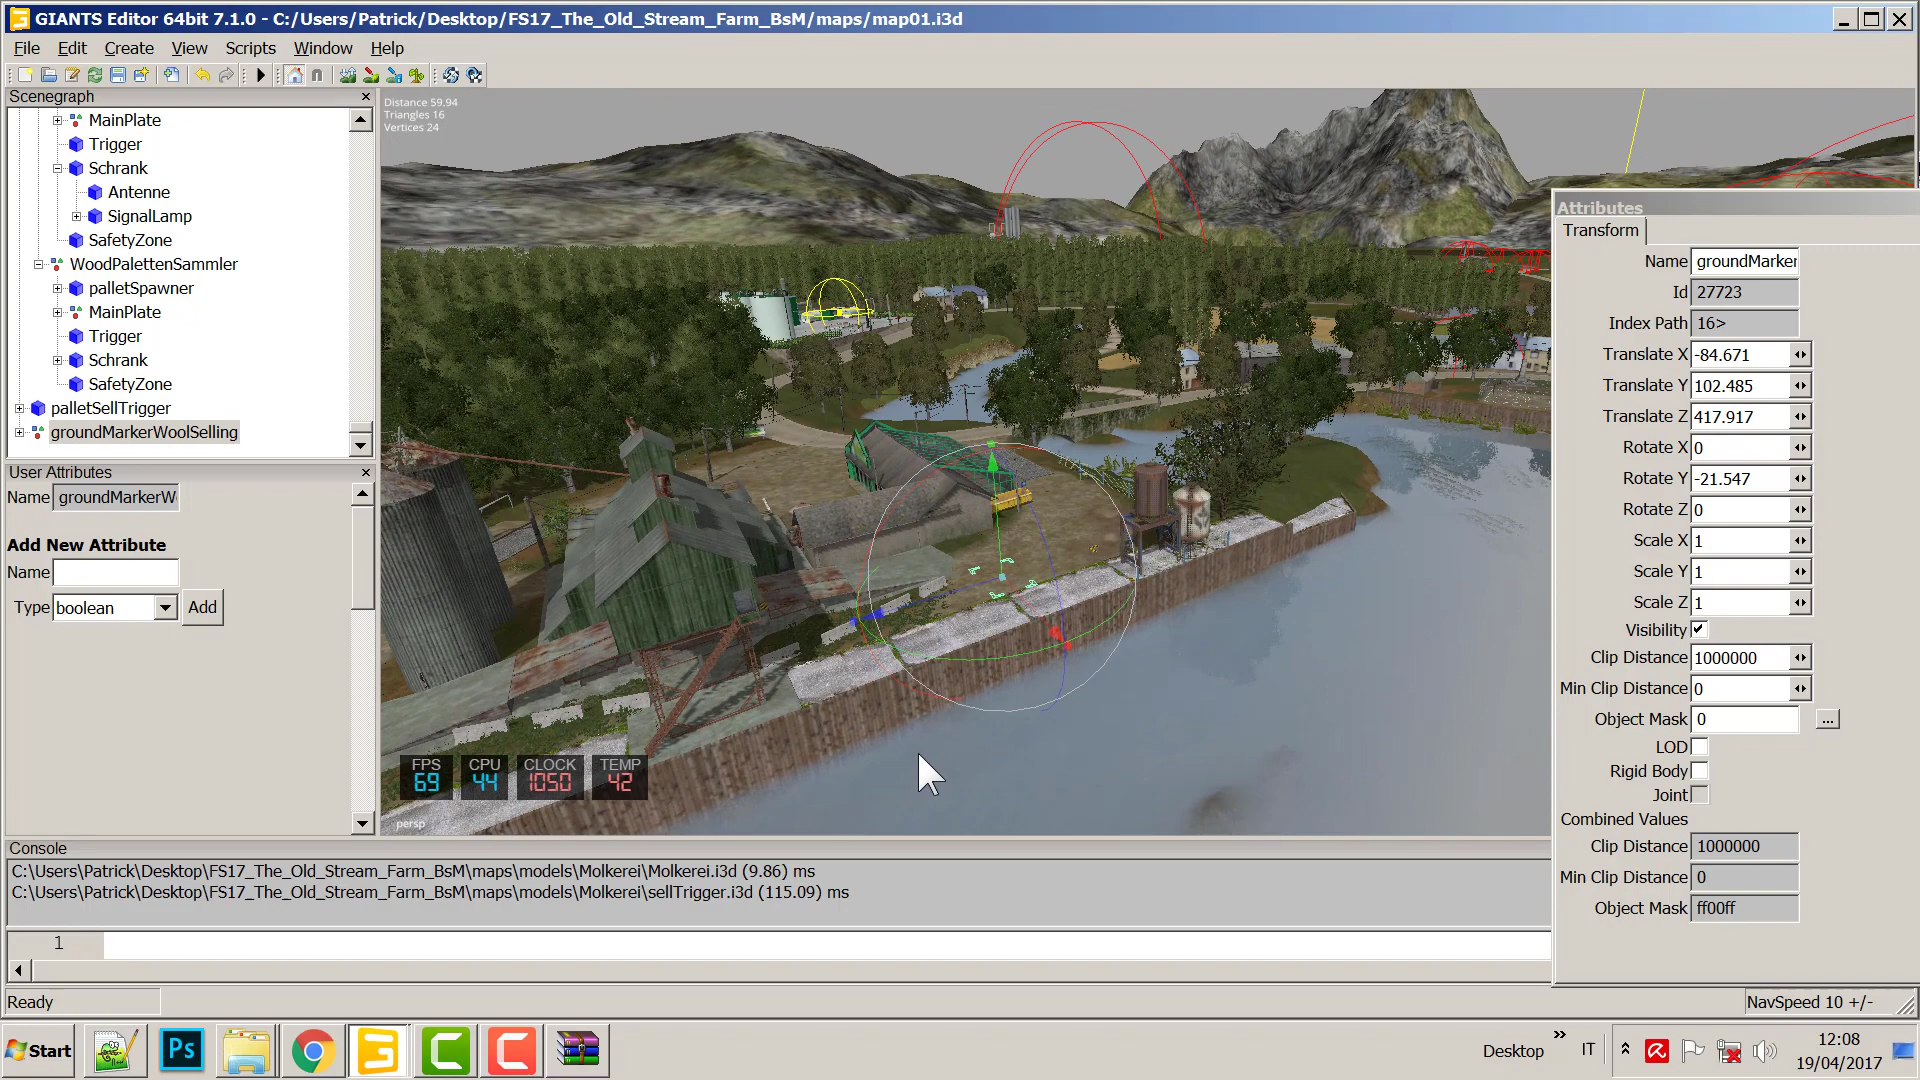 GIANTS Editor 64bit 7.1.0 - C:/Users/Patrick/Desktop/FS17_The_Old_Stream_Farm_BsM/maps/map01.i3d
File Edit Create View Scripts Window Help
Scenegraph
MainPlate
Trigger
Schrank
Antenne
SignalLamp
SafetyZone
WoodPalettenSammler
palletSpawner
MainPlate
Trigger
Schrank
SafetyZone
palletSellTrigger
groundMarkerWoolSelling
User Attributes
Name groundMarkerW
Add New Attribute
Name
Type boolean Add
Distance 59.94
Triangles 16
Vertices 24
FPS CPU CLOCK TEMP
69 44 1050 42
persp
Attributes
Transform
Name groundMarker
Id 27723
Index Path 16>
Translate X -84.671
Translate Y 102.485
Translate Z 417.917
Rotate X 0
Rotate Y -21.547
Rotate Z 0
Scale X 1
Scale Y 1
Scale Z 1
Visibility
Clip Distance 1000000
Min Clip Distance 0
Object Mask 0 ...
LOD
Rigid Body
Joint
Combined Values
Clip Distance 1000000
Min Clip Distance 0
Object Mask ff00ff
Console
C:\Users\Patrick\Desktop\FS17_The_Old_Stream_Farm_BsM\maps\models\Molkerei\Molkerei.i3d (9.86) ms
C:\Users\Patrick\Desktop\FS17_The_Old_Stream_Farm_BsM\maps\models\Molkerei\sellTrigger.i3d (115.09) ms
1
Ready
NavSpeed 10 +/-
Start
Ps
Desktop
IT
12:08
19/04/2017